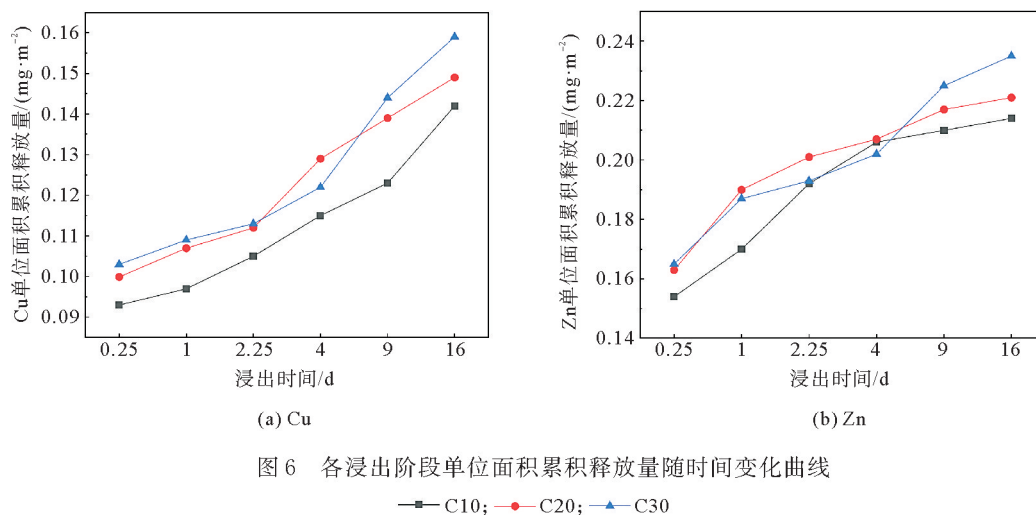 Cu单位面积累积释放量/(mg·m⁻²)
0.16
0.15
0.14
0.13
0.12
0.11
0.10
0.09
0.25 1 2.25 4 9 16
浸出时间/d
(a) Cu
Zn单位面积累积释放量/(mg·m⁻²)
0.24
0.22
0.20
0.18
0.16
0.14
0.25 1 2.25 4 9 16
浸出时间/d
(b) Zn
图6 各浸出阶段单位面积累积释放量随时间变化曲线
C10; C20; C30